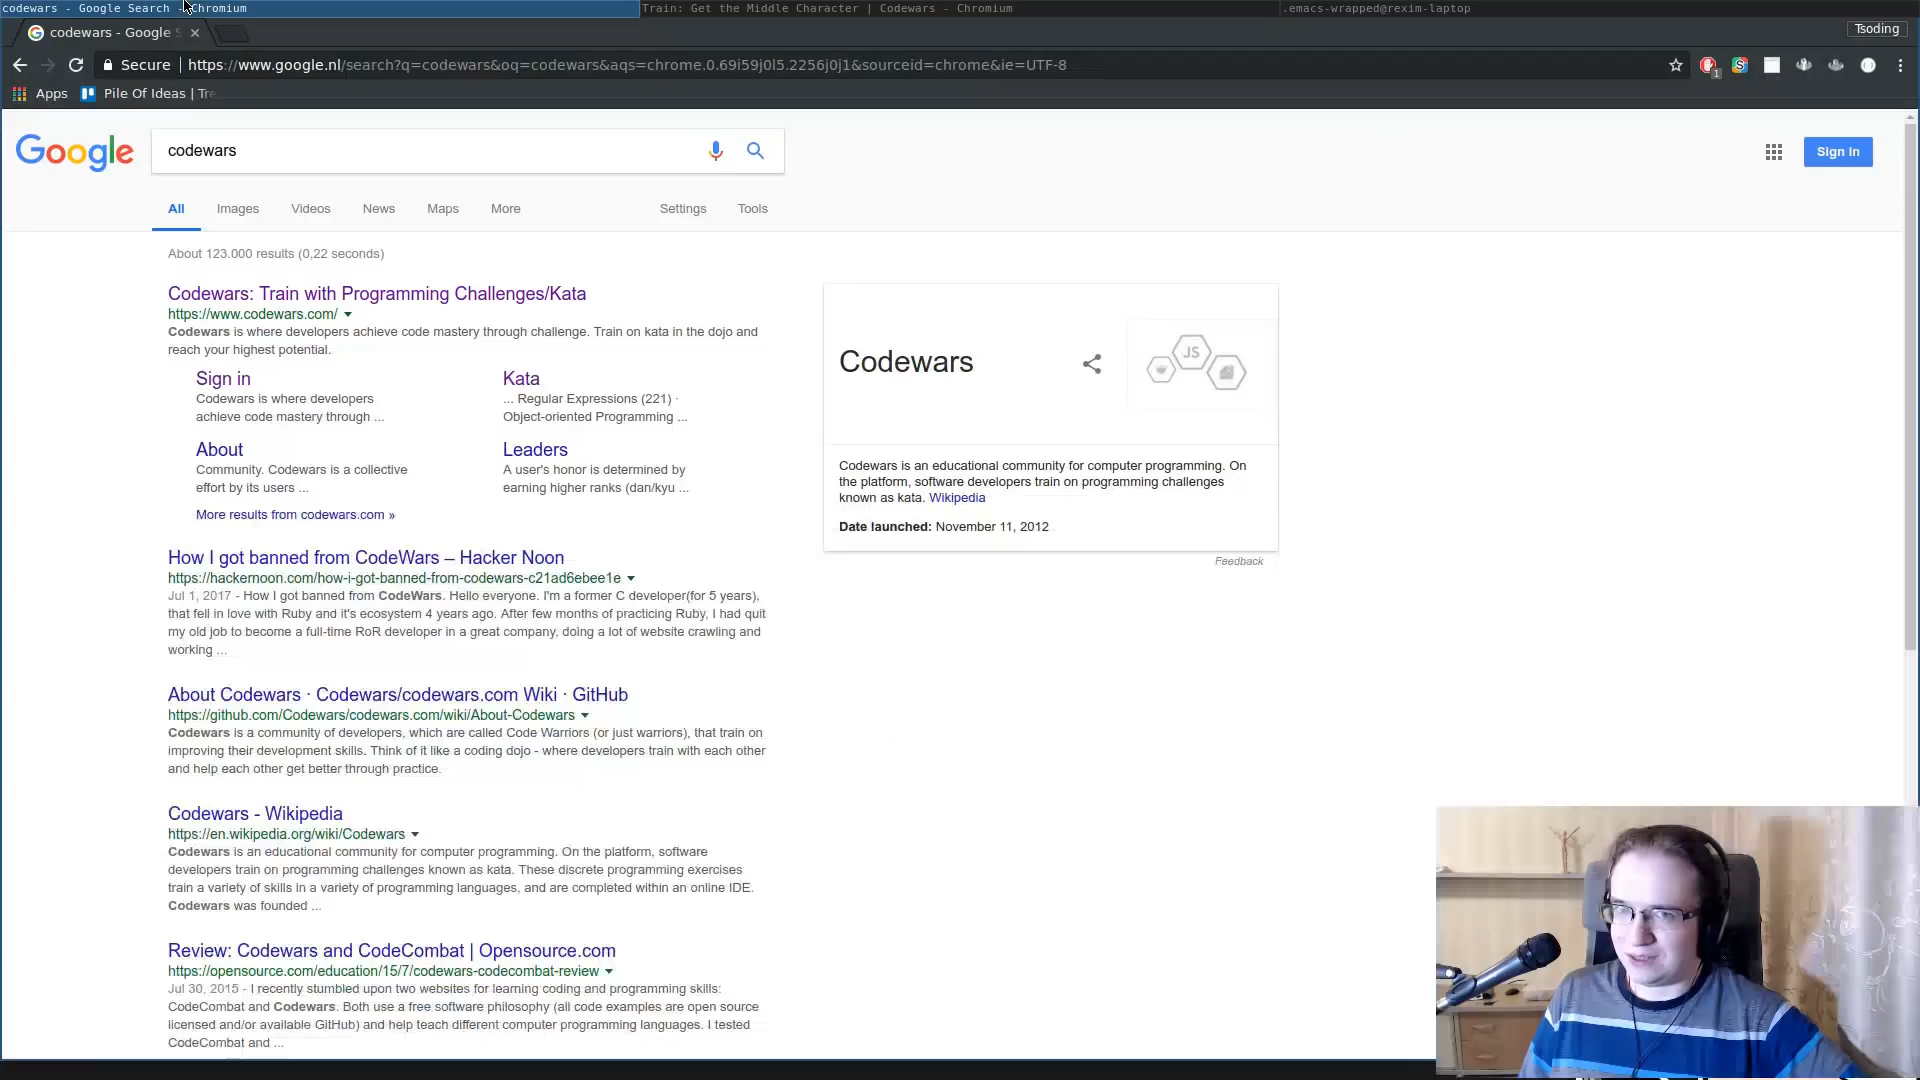 codewars - Google Search - Chromium
Train: Get the Middle Character | Codewars - Chromium
.emacs-wrapped@rexim-laptop
codewars - Google S
Tsoding
Secure
https://www.google.nl/search?q=codewars&oq=codewars&aqs=chrome.0.69i59j0l5.2256j0j1&sourceid=chrome&ie=UTF-8
1
Apps
Pile Of Ideas | Tre
Google
codewars
Sign in
All
Images
Videos
News
Maps
More
Settings
Tools
About 123.000 results (0,22 seconds)
Codewars: Train with Programming Challenges/Kata
https://www.codewars.com/
Codewars is where developers achieve code mastery through challenge. Train on kata in the dojo and
reach your highest potential.
Sign in
Codewars is where developers
achieve code mastery through ...
Kata
... Regular Expressions (221) ·
Object-oriented Programming ...
About
Community. Codewars is a collective
effort by its users ...
Leaders
A user's honor is determined by
earning higher ranks (dan/kyu ...
More results from codewars.com »
How I got banned from CodeWars – Hacker Noon
https://hackernoon.com/how-i-got-banned-from-codewars-c21ad6ebee1e
Jul 1, 2017 - How I got banned from CodeWars. Hello everyone. I'm a former C developer(for 5 years),
that fell in love with Ruby and it's ecosystem 4 years ago. After few months of practicing Ruby, I had quit
my old job to become a full-time RoR developer in a great company, doing a lot of website crawling and
working ...
About Codewars · Codewars/codewars.com Wiki · GitHub
https://github.com/Codewars/codewars.com/wiki/About-Codewars
Codewars is a community of developers, which are called Code Warriors (or just warriors), that train on
improving their development skills. Think of it like a coding dojo - where developers train with each other
and help each other get better through practice.
Codewars - Wikipedia
https://en.wikipedia.org/wiki/Codewars
Codewars is an educational community for computer programming. On the platform, software
developers train on programming challenges known as kata. These discrete programming exercises
train a variety of skills in a variety of programming languages, and are completed within an online IDE.
Codewars was founded ...
Review: Codewars and CodeCombat | Opensource.com
https://opensource.com/education/15/7/codewars-codecombat-review
Jul 30, 2015 - I recently stumbled upon two websites for learning coding and programming skills:
CodeCombat and Codewars. Both use a free software philosophy (all code examples are open source
licensed and/or available GitHub) and help teach different computer programming languages. I tested
CodeCombat and ...
Codewars
JS
Codewars is an educational community for computer programming. On
the platform, software developers train on programming challenges
known as kata. Wikipedia
Date launched: November 11, 2012
Feedback